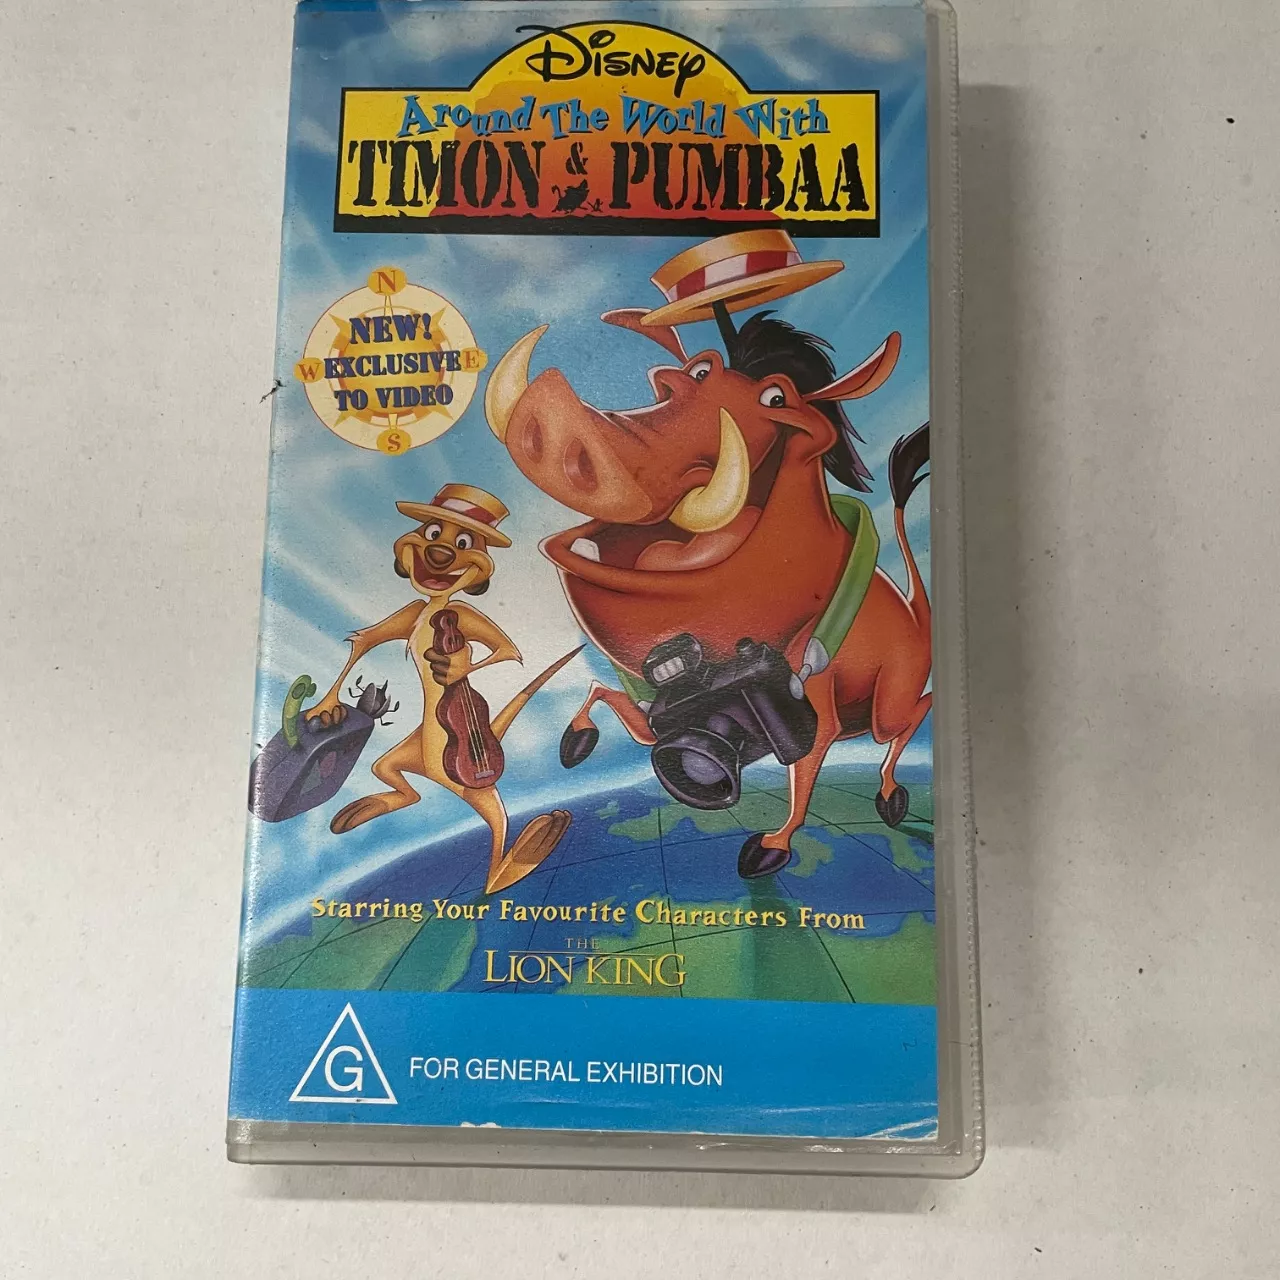 Disney
Around The World With
TIMON & PUMBAA
N
NEW!
W EXCLUSIVE E
TO VIDEO
S
Starring Your Favourite Characters From
THE
LION KING
G FOR GENERAL EXHIBITION